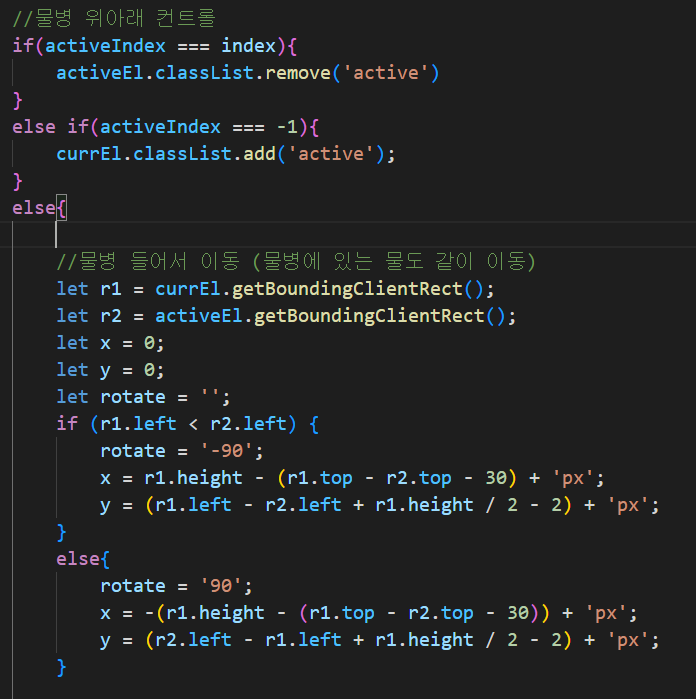 //물병 위아래 컨트롤
if(activeIndex === index){
    activeEl.classList.remove('active')
}
else if(activeIndex === -1){
    currEl.classList.add('active');
}
else{
    //물병 들어서 이동 (물병에 있는 물도 같이 이동)
    let r1 = currEl.getBoundingClientRect();
    let r2 = activeEl.getBoundingClientRect();
    let x = 0;
    let y = 0;
    let rotate = '';
    if (r1.left < r2.left) {
        rotate = '-90';
        x = r1.height - (r1.top - r2.top - 30) + 'px';
        y = (r1.left - r2.left + r1.height / 2 - 2) + 'px';
    }
    else{
        rotate = '90';
        x = -(r1.height - (r1.top - r2.top - 30)) + 'px';
        y = (r2.left - r1.left + r1.height / 2 - 2) + 'px';
    }